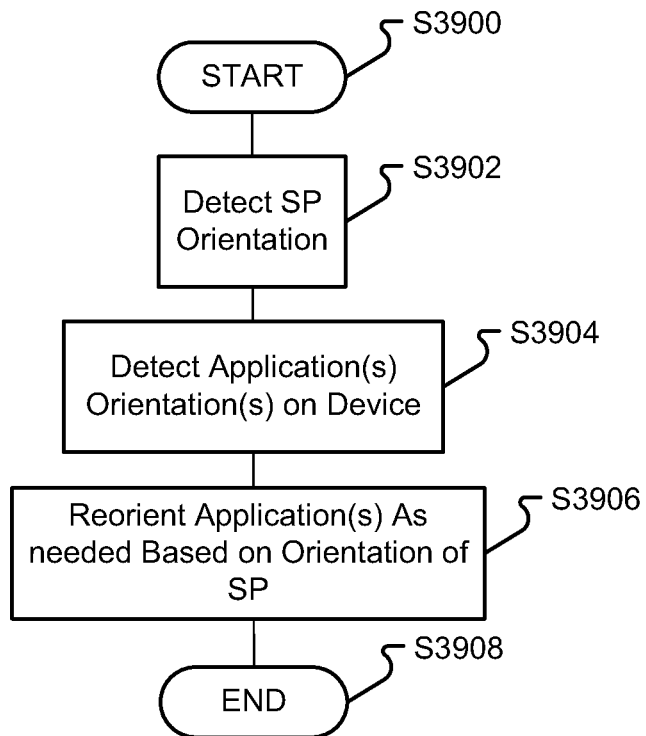 S3900
START
S3902
Detect SP
Orientation
S3904
Detect Application(s)
Orientation(s) on Device
S3906
Reorient Application(s) As
needed Based on Orientation of
SP
S3908
END